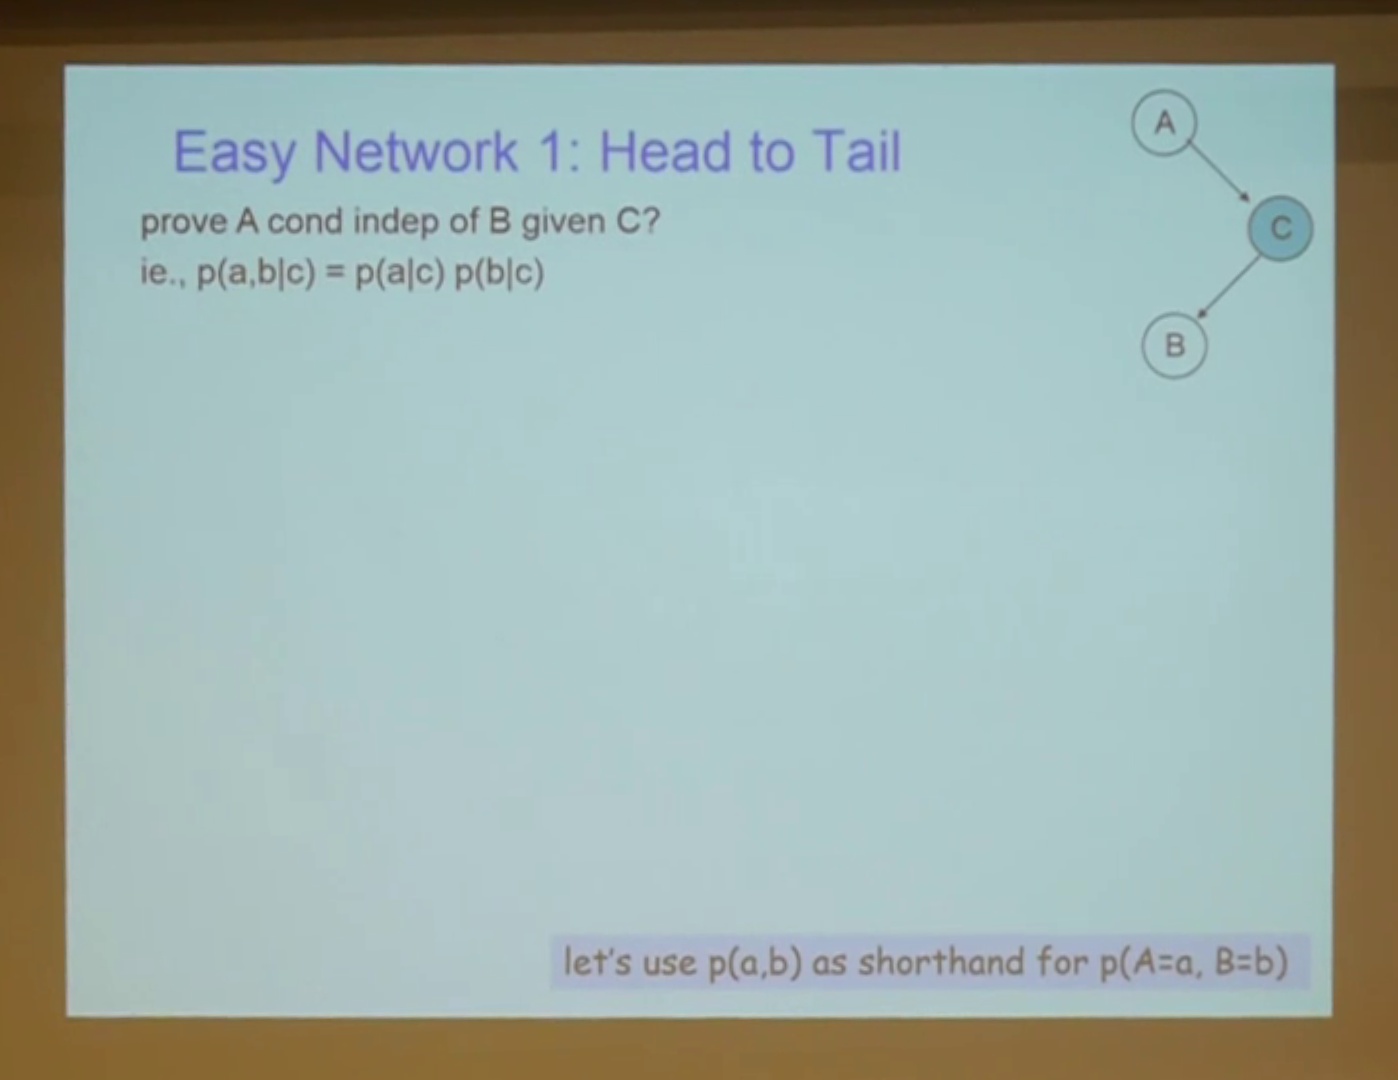 Easy Network 1: Head to Tail
prove A cond indep of B given C?
ie., p(a,b|c) = p(a|c) p(b|c)
A
C
B
let's use p(a,b) as shorthand for p(A=a, B=b)